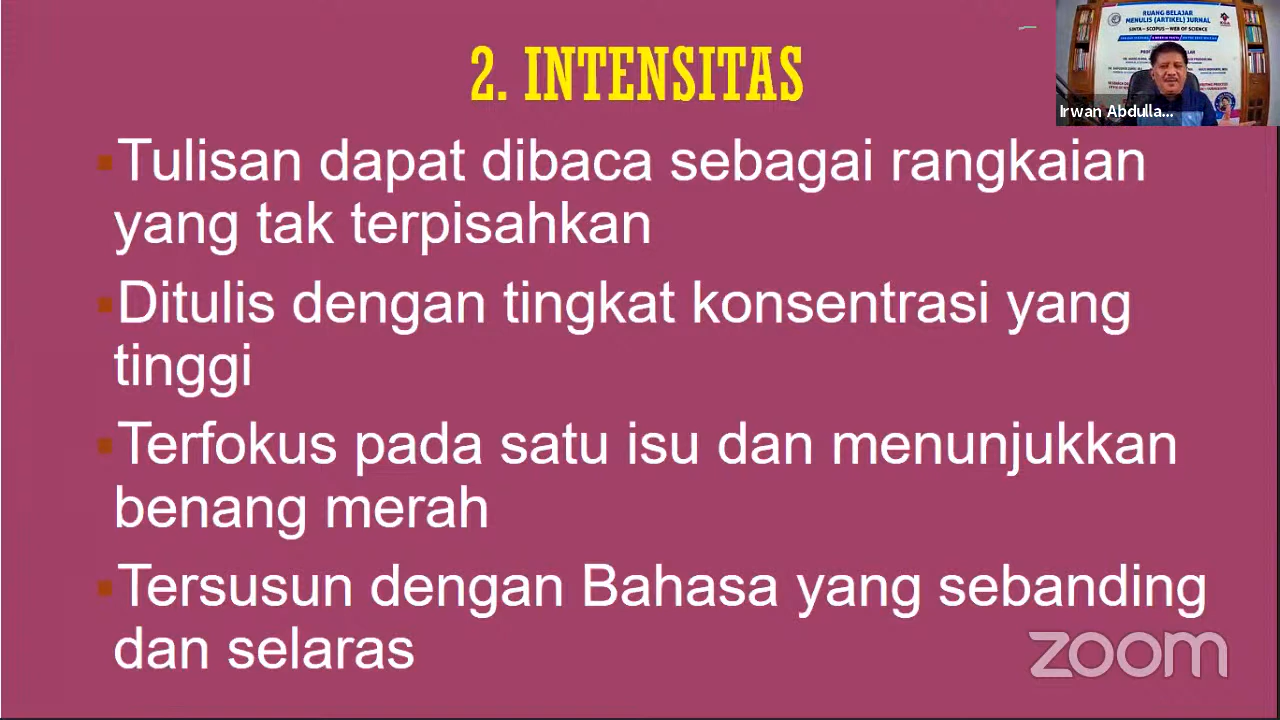 2. INTENSITAS
Tulisan dapat dibaca sebagai rangkaian
yang tak terpisahkan
Ditulis dengan tingkat konsentrasi yang
tinggi
Terfokus pada satu isu dan menunjukkan
benang merah
Tersusun dengan Bahasa yang sebanding
dan selaras
RUANG BELAJAR
MENULIS (ARTIKEL) JURNAL
SINTA - SCOPUS - WEB OF SCIENCE
Irwan Abdulla...
zoom